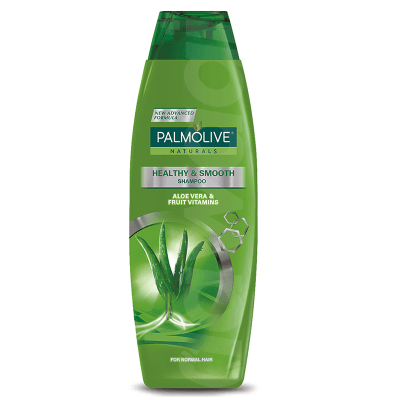 NEW ADVANCED
FORMULA
PALMOLIVE
NATURALS
HEALTHY & SMOOTH
SHAMPOO
ALOE VERA &
FRUIT VITAMINS
FOR NORMAL HAIR